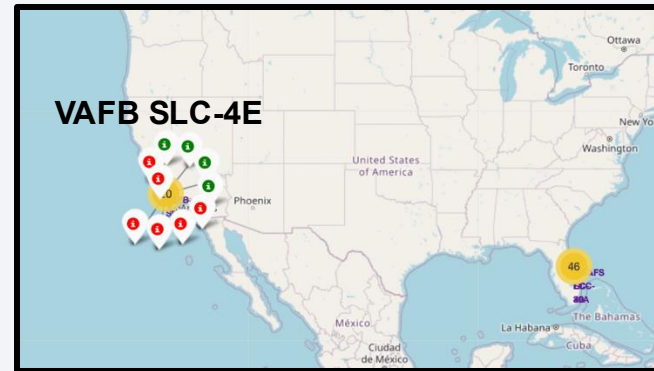 Ottawa
Toronto
VAFB SLC-4E
New Yo
Washington
United States
of America
Phoenix
46
AFS
The Bahamas
México
La Habana
Cuba
Ciudad
de México